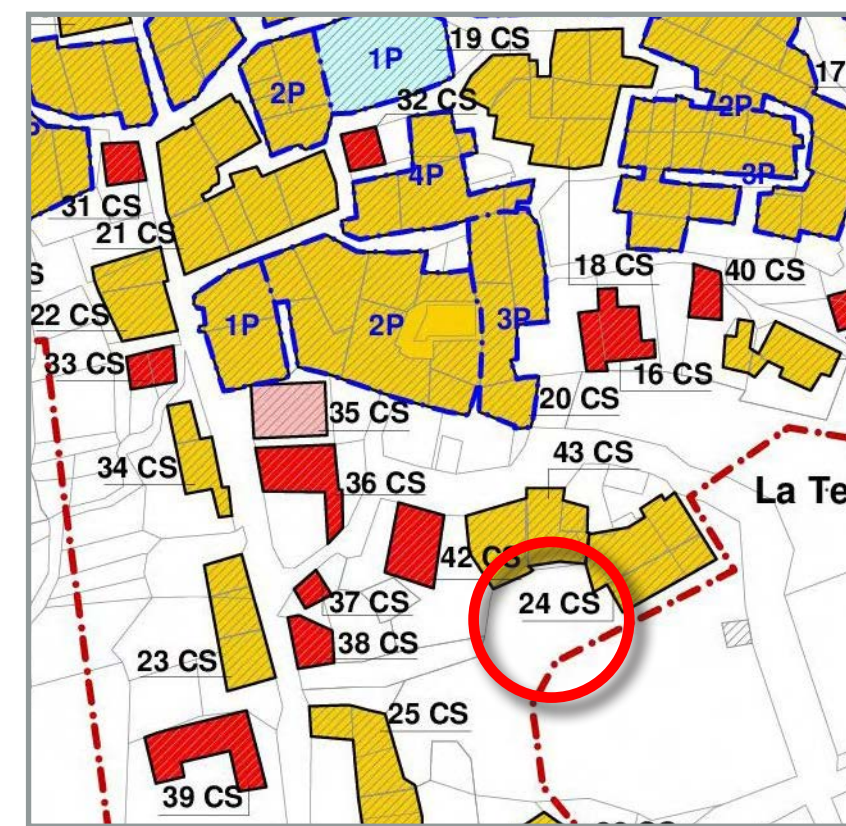 19 CS
1P
17
2P
32 CS
2P
4P
3P
31 CS
21 CS
18 CS
40 CS
S
22 CS
1P
2P
3P
33 CS
16 CS
20 CS
35 CS
43 CS
34 CS
36 CS
La Te
42 CS
24 CS
37 CS
38 CS
23 CS
25 CS
39 CS